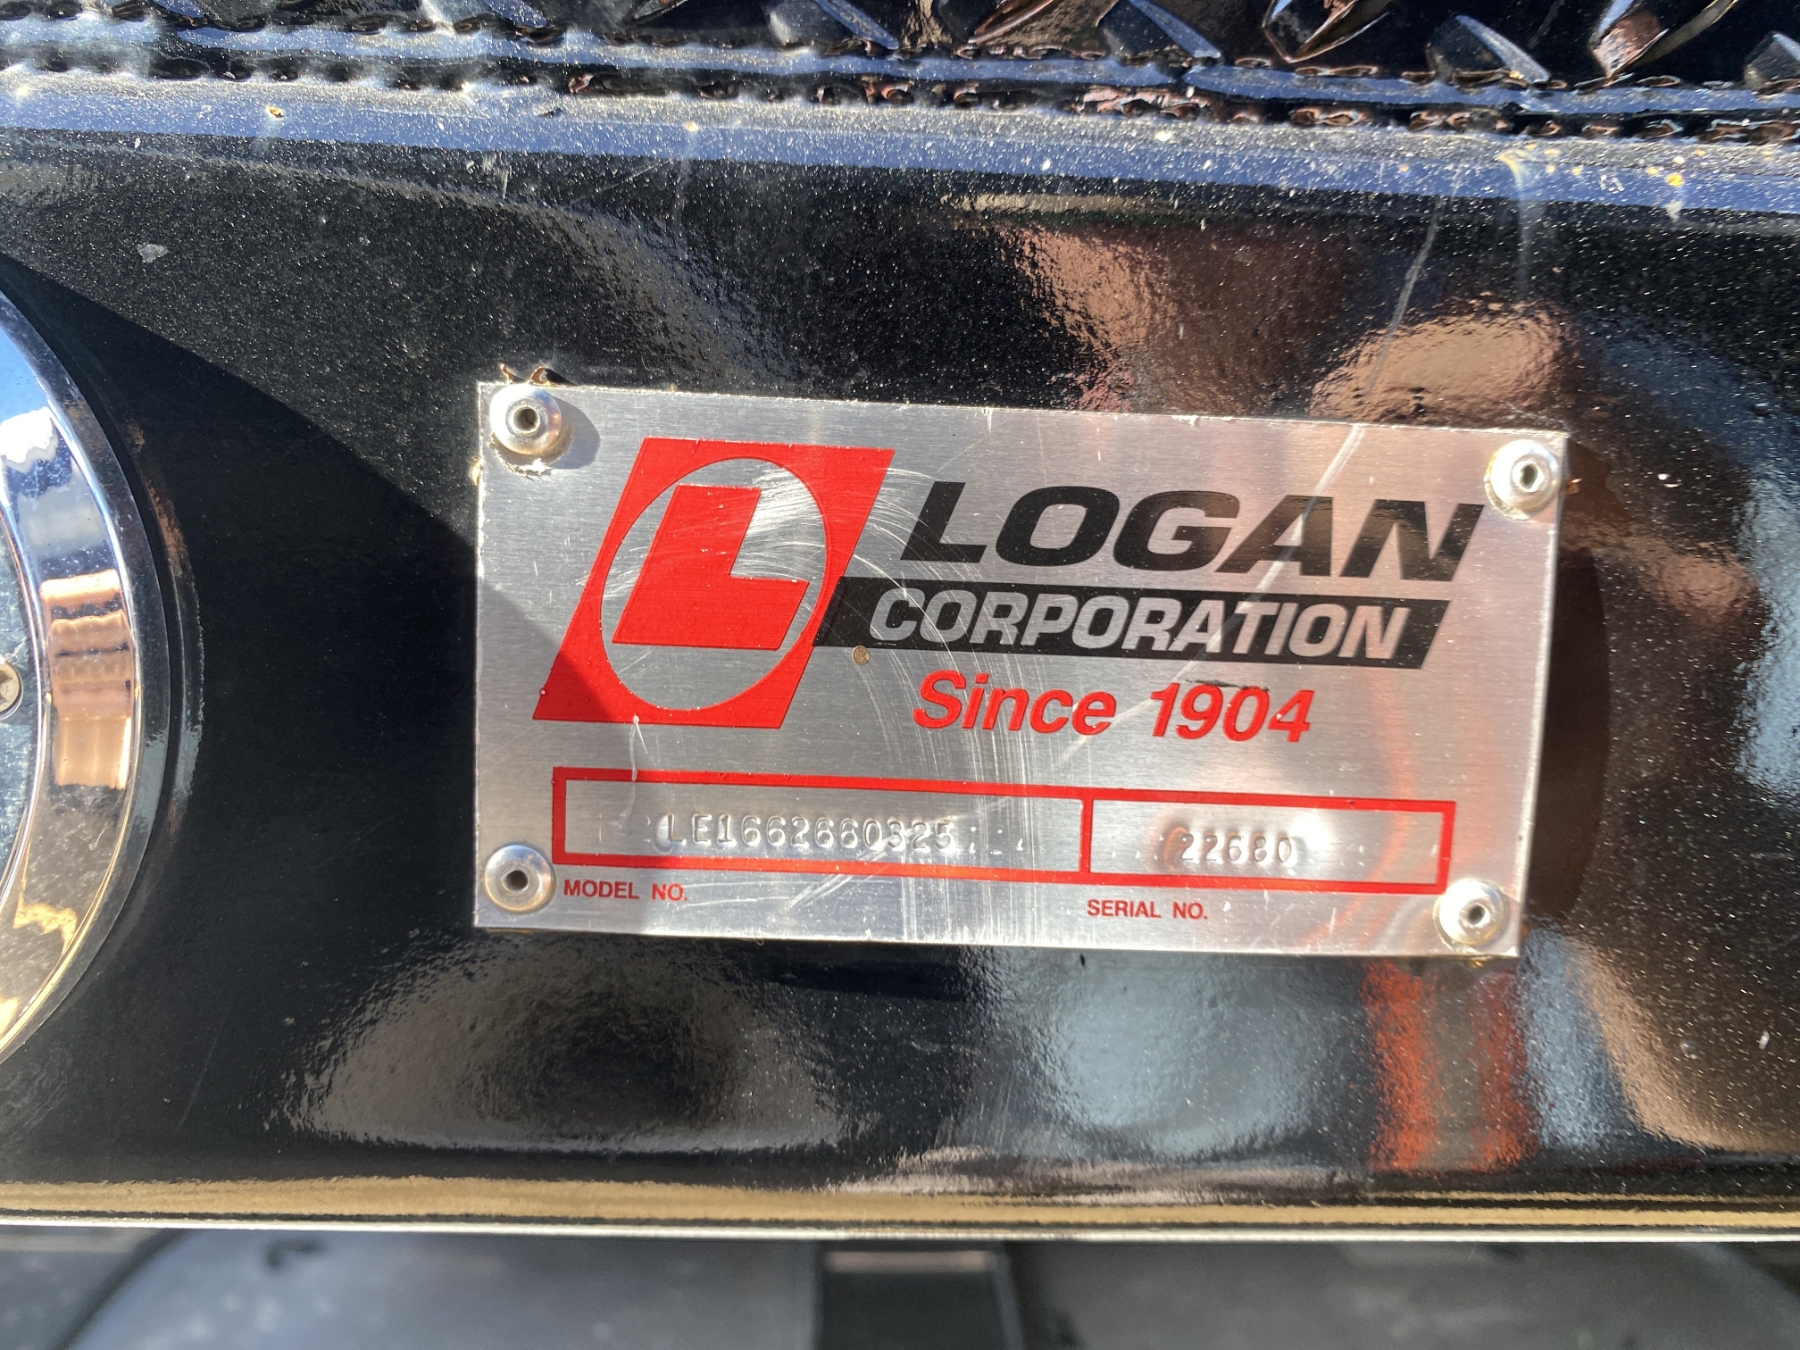 L
LOGAN
CORPORATION
Since 1904
LE1662660325
22680
MODEL NO.
SERIAL NO.